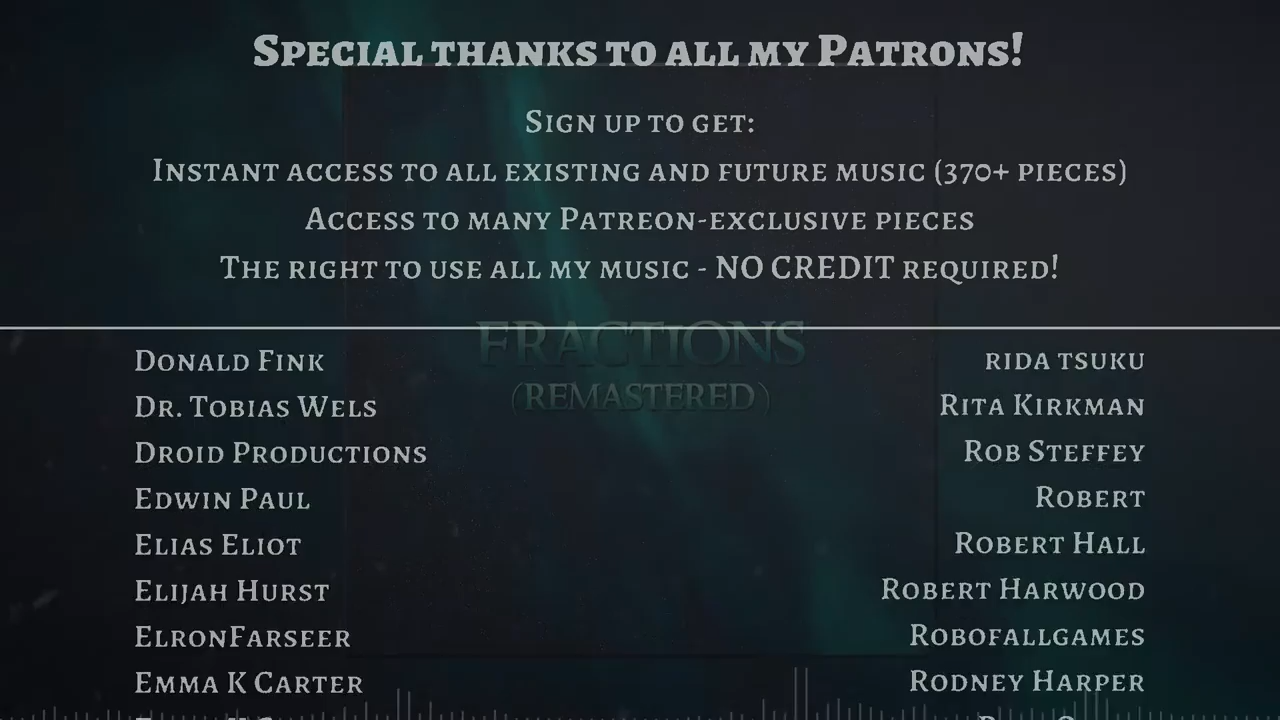 Special thanks to all my Patrons!
Sign up to get:
Instant access to all existing and future music (370+ pieces)
Access to many Patreon-exclusive pieces
The right to use all my music - NO CREDIT required!
FRACTIONS
(REMASTERED)
Donald Fink
Dr. Tobias Wels
Droid Productions
Edwin Paul
Elias Eliot
Elijah Hurst
ElronFarseer
Emma K Carter
rida tsuku
Rita Kirkman
Rob Steffey
Robert
Robert Hall
Robert Harwood
Robofallgames
Rodney Harper